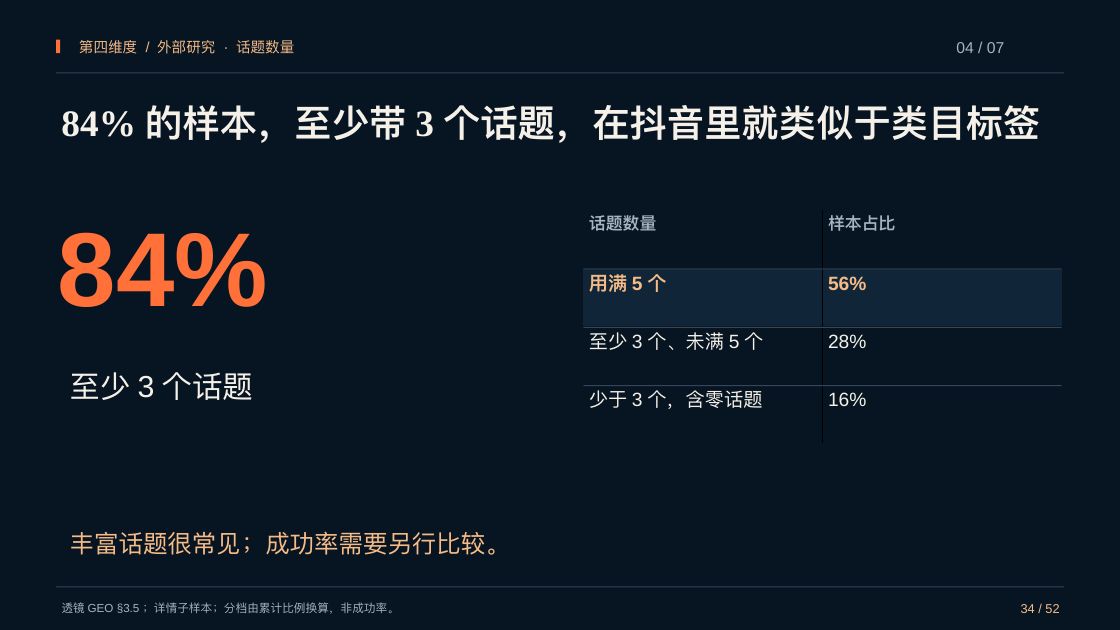 第四维度 / 外部研究 · 话题数量
04 / 07
84% 的样本，至少带 3 个话题，在抖音里就类似于类目标签
84%
至少 3 个话题
话题数量 样本占比
用满 5 个 56%
至少 3 个、未满 5 个 28%
少于 3 个，含零话题 16%
丰富话题很常见；成功率需要另行比较。
透镜 GEO §3.5；详情子样本；分档由累计比例换算，非成功率。
34 / 52